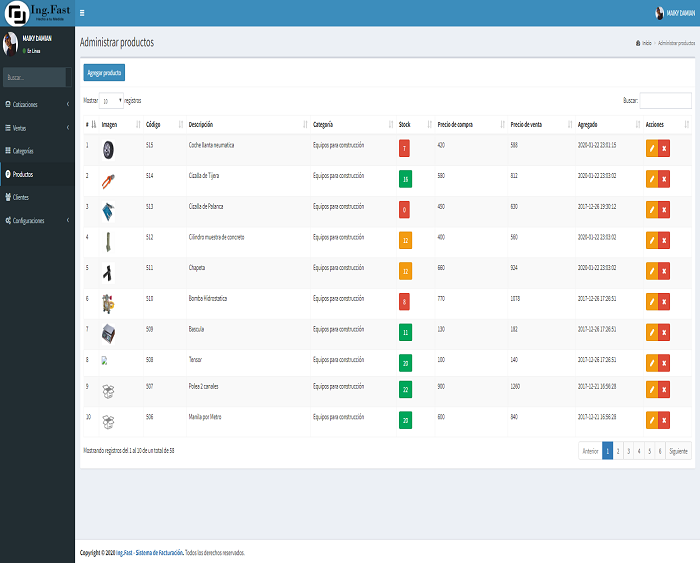 Ing.Fast
MAIKY DAMIAN
MAIKY DAMIAN
En Línea
Buscar...
Cotizaciones
Ventas
Categorías
Productos
Clientes
Configuraciones
Administrar productos
Inicio > Administrar productos
Agregar producto
Mostrar 10 registros
Buscar:
# Imagen Código Descripción Categoría Stock Precio de compra Precio de venta Agregado Acciones
1 515 Coche llanta neumatica Equipos para construcción 7 420 588 2020-01-22 23:01:15
2 514 Cizalla de Tijera Equipos para construcción 16 580 812 2020-01-22 23:03:02
3 513 Cizalla de Palanca Equipos para construcción 0 450 630 2017-12-26 19:30:12
4 512 Cilindro muestra de concreto Equipos para construcción 12 400 560 2020-01-22 23:03:02
5 511 Chapeta Equipos para construcción 12 660 924 2020-01-22 23:03:02
6 510 Bomba Hidrostatica Equipos para construcción 8 770 1078 2017-12-26 17:26:51
7 509 Bascula Equipos para construcción 11 130 182 2017-12-26 17:26:51
8 508 Tensor Equipos para construcción 20 100 140 2017-12-26 17:26:51
9 507 Polea 2 canales Equipos para construcción 22 900 1260 2017-12-21 16:56:28
10 506 Manila por Metro Equipos para construcción 20 600 840 2017-12-21 16:56:28
Mostrando registros del 1 al 10 de un total de 58
Anterior 1 2 3 4 5 6 Siguiente
Copyright © 2020 Ing.Fast - Sistema de Facturación. Todos los derechos reservados.